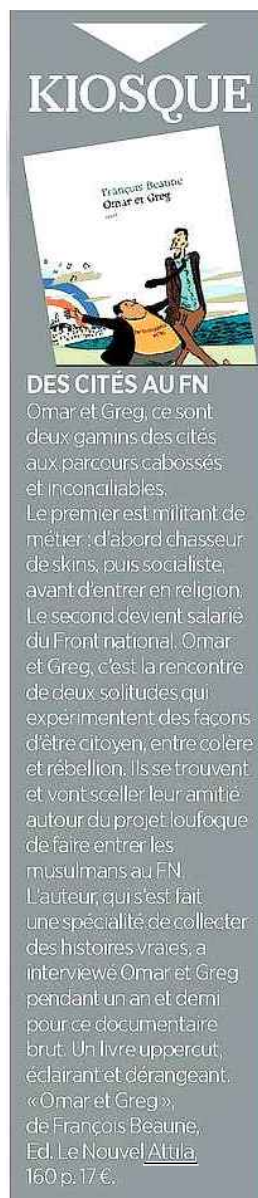 KIOSQUE
François Beaune
Omar et Greg
DES CITÉS AU FN
Omar et Greg, ce sont
deux gamins des cités
aux parcours cabossés
et inconciliables.
Le premier est militant de
métier : d'abord chasseur
de skins, puis socialiste,
avant d'entrer en religion.
Le second devient salarié
du Front national. Omar
et Greg, c'est la rencontre
de deux solitudes qui
expérimentent des façons
d'être citoyen, entre colère
et rébellion. Ils se trouvent
et vont sceller leur amitié
autour du projet loufoque
de faire entrer les
musulmans au FN.
L'auteur, qui s'est fait
une spécialité de collecter
des histoires vraies, a
interviewé Omar et Greg
pendant un an et demi
pour ce documentaire
brut. Un livre uppercut,
éclairant et dérangeant.
«Omar et Greg»,
de François Beaune,
Ed. Le Nouvel Attila,
160 p. 17 €.